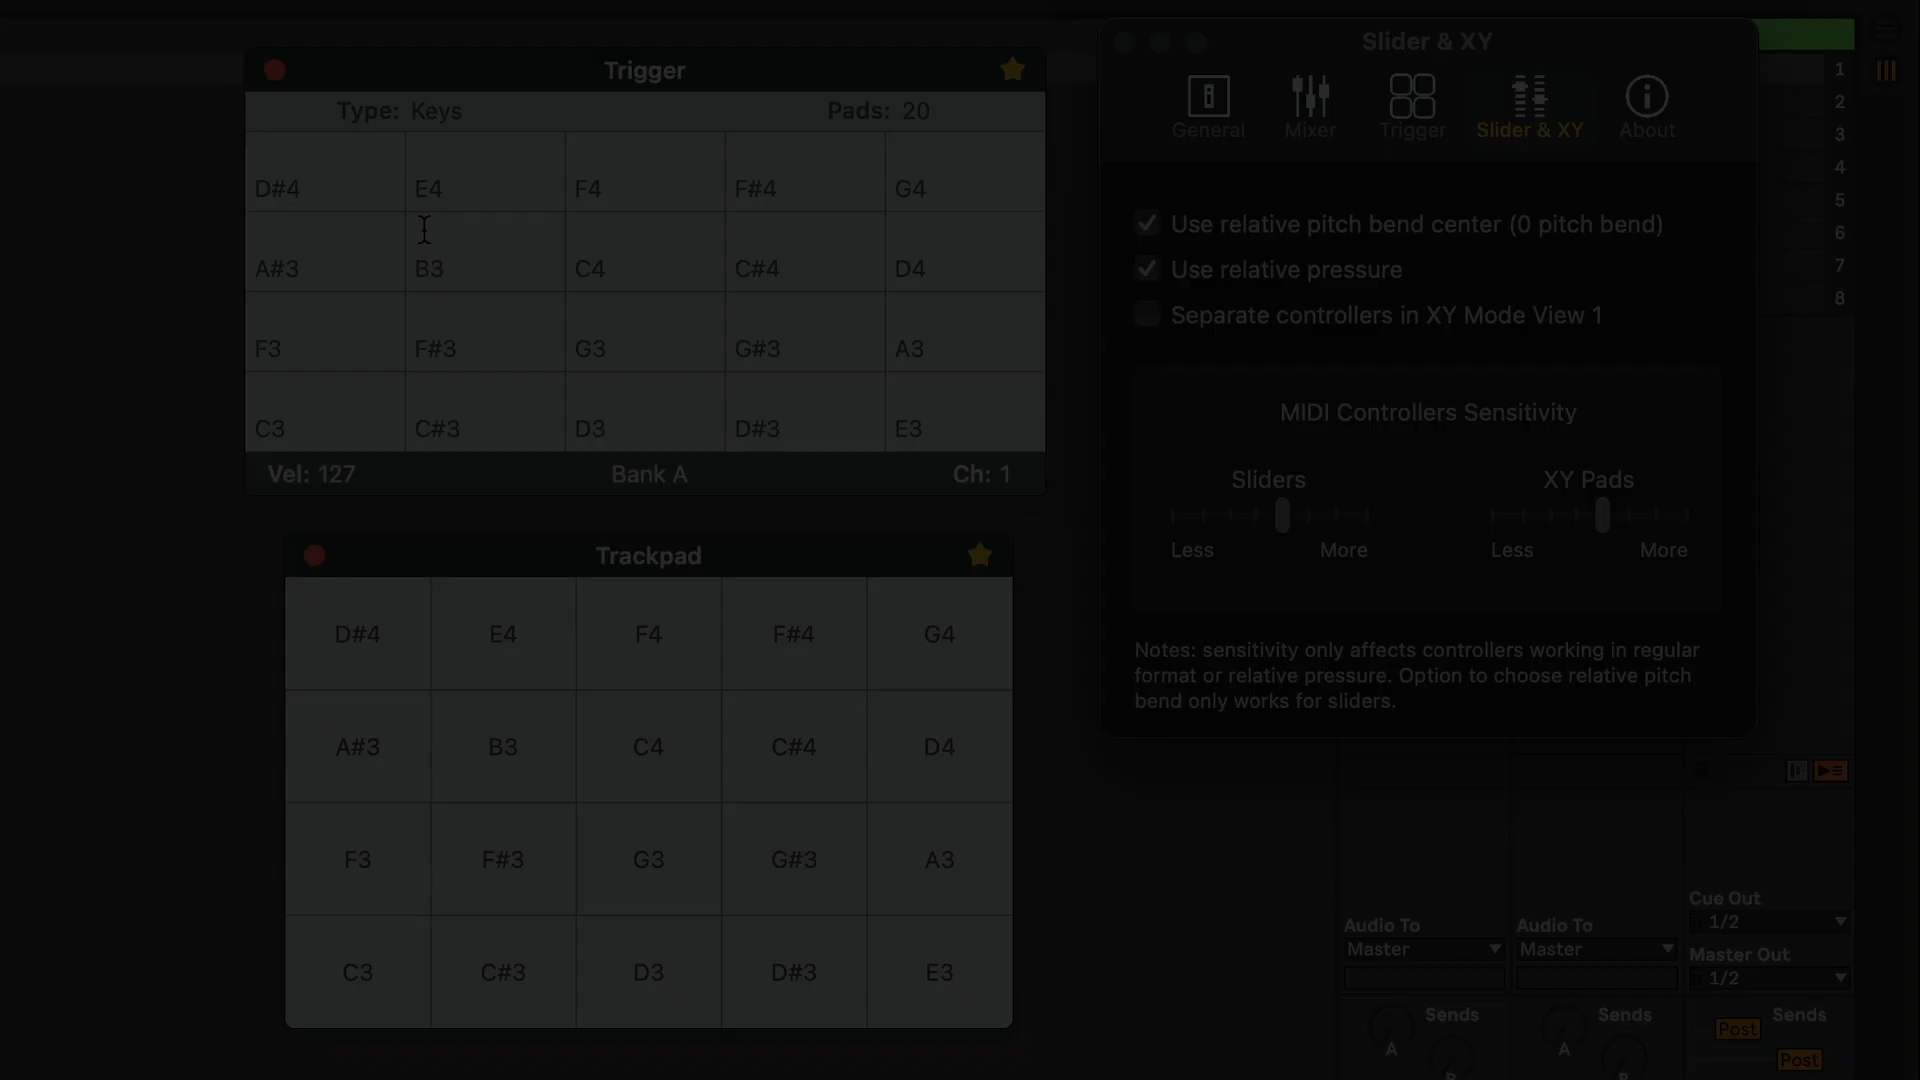 Trigger
Type: Keys Pads: 20
D#4 E4 F4 F#4 G4
A#3 B3 C4 C#4 D4
F3 F#3 G3 G#3 A3
C3 C#3 D3 D#3 E3
Vel: 127 Bank A Ch: 1
Trackpad
D#4 E4 F4 F#4 G4
A#3 B3 C4 C#4 D4
F3 F#3 G3 G#3 A3
C3 C#3 D3 D#3 E3
Slider & XY
General Mixer Trigger Slider & XY About
Use relative pitch bend center (0 pitch bend)
Use relative pressure
Separate controllers in XY Mode View 1
MIDI Controllers Sensitivity
Sliders XY Pads
Less More Less More
Notes: sensitivity only affects controllers working in regular
format or relative pressure. Option to choose relative pitch
bend only works for sliders.
1
2
3
4
5
6
7
8
Cue Out
1/2
Audio To Audio To
Master Master
Master Out
1/2
Sends Sends Sends
Post
A A
Post